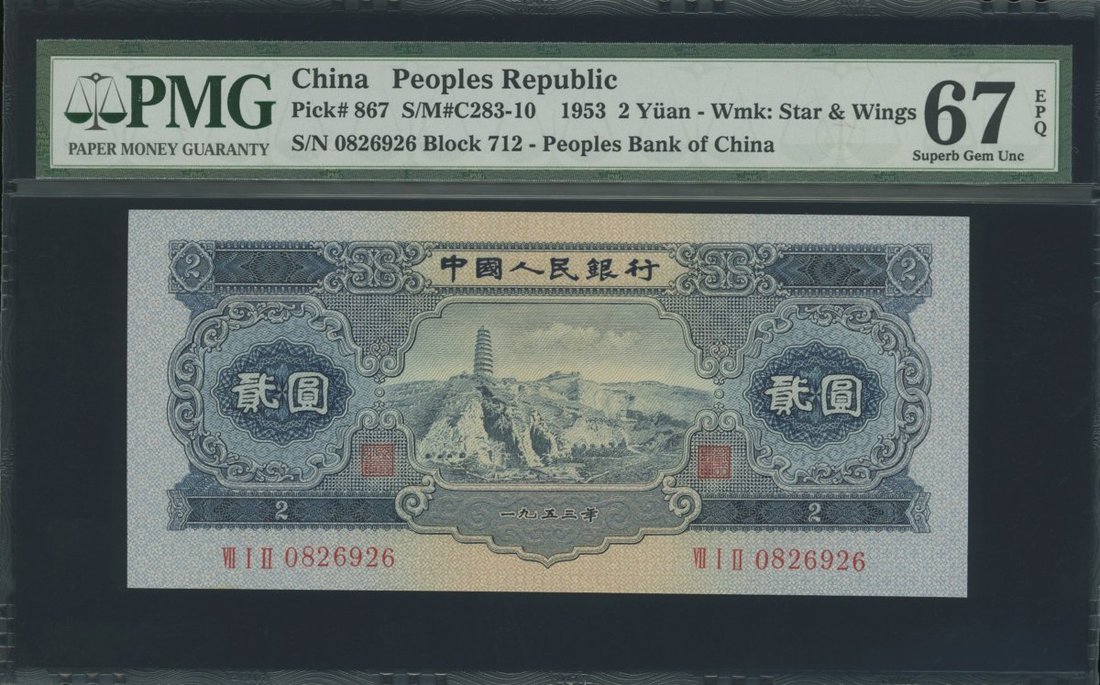 PMG
PAPER MONEY GUARANTY
China Peoples Republic
Pick# 867 S/M#C283-10 1953 2 Yüan - Wmk: Star & Wings
S/N 0826926 Block 712 - Peoples Bank of China
67
EPQ
Superb Gem Unc
2 中國人民銀行 2
貳圓 貳圓
2 一九五三年 2
Ⅶ Ⅰ Ⅱ 0826926 Ⅶ Ⅰ Ⅱ 0826926